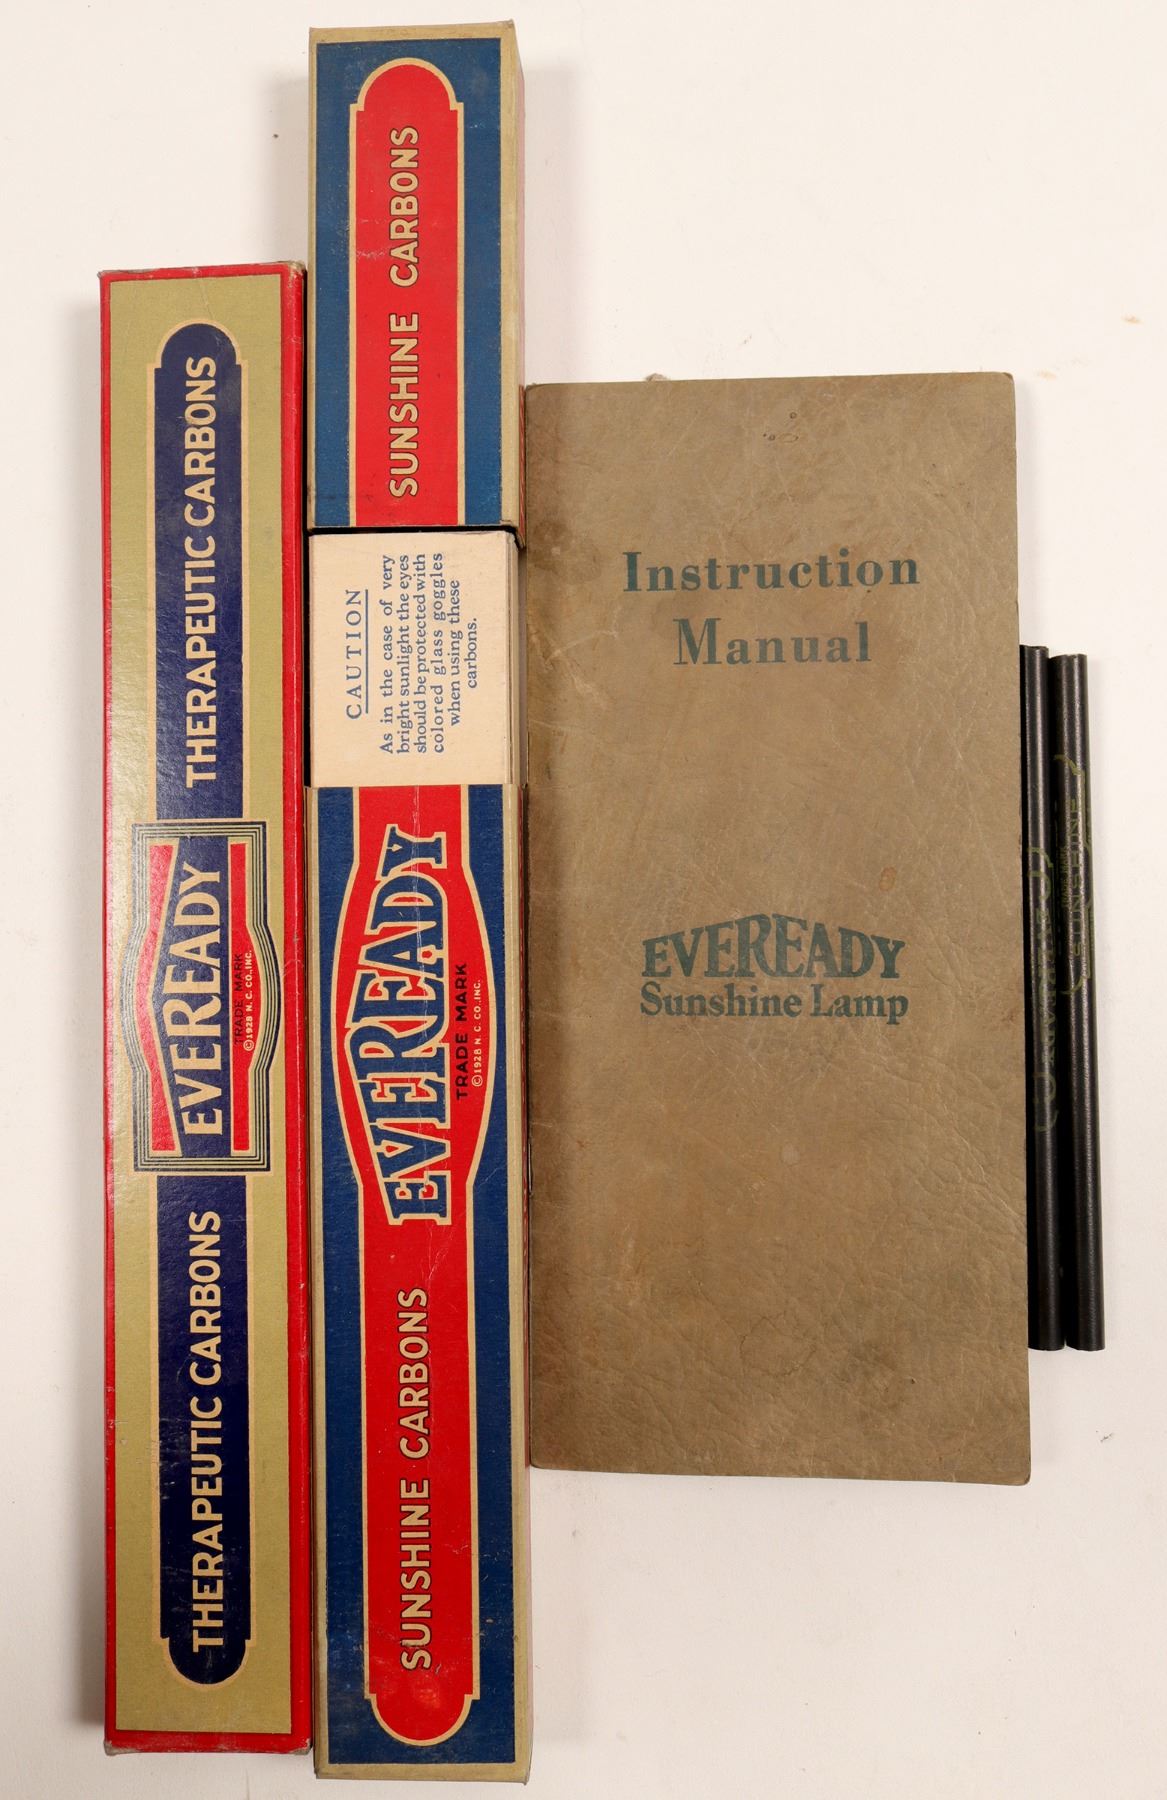 THERAPEUTIC CARBONS
EVEREADY
TRADE MARK
©1928 N. C. CO., INC.
THERAPEUTIC CARBONS
SUNSHINE CARBONS
EVEREADY
TRADE MARK
©1928 N. C. CO., INC.
CAUTION
As in the case of very
bright sunlight the eyes
should be protected with
colored glass goggles
when using these
carbons.
SUNSHINE CARBONS
Instruction
Manual
EVEREADY
Sunshine Lamp
SUNSHINE